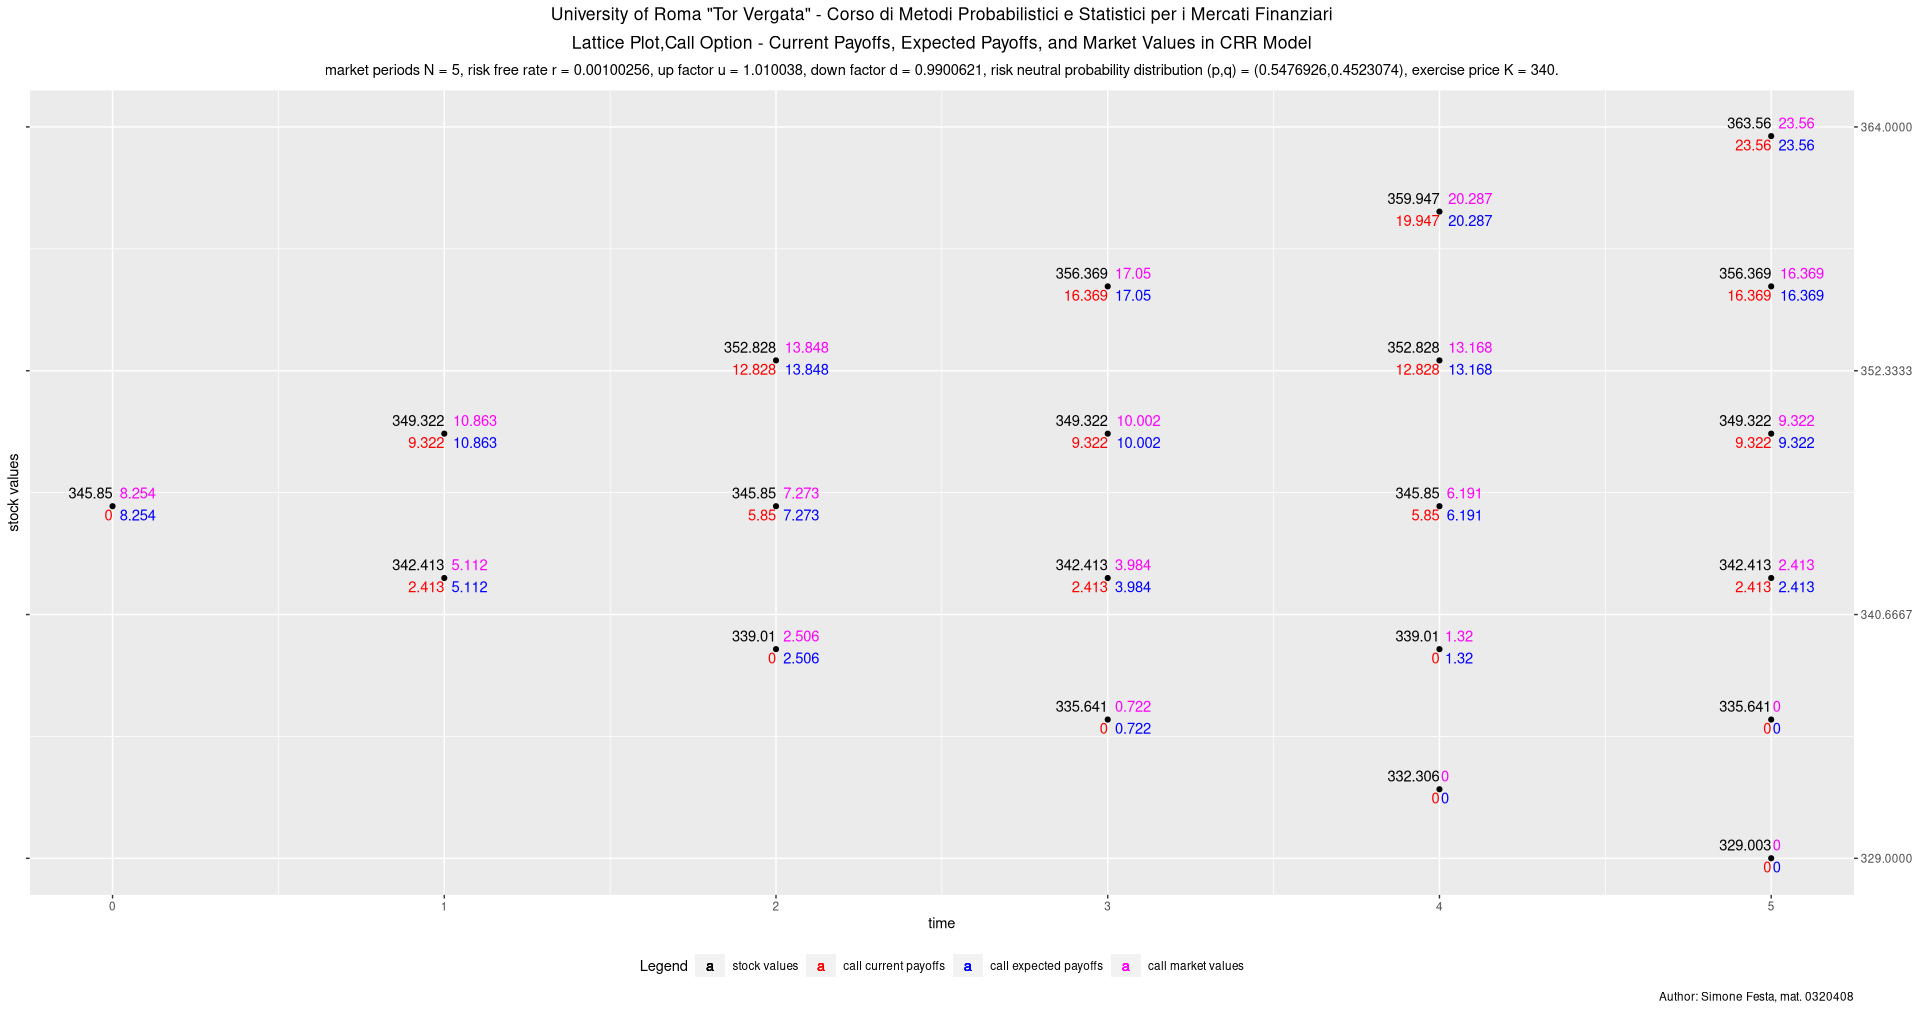 University of Roma "Tor Vergata" - Corso di Metodi Probabilistici e Statistici per i Mercati Finanziari
Lattice Plot,Call Option - Current Payoffs, Expected Payoffs, and Market Values in CRR Model
market periods N = 5, risk free rate r = 0.00100256, up factor u = 1.010038, down factor d = 0.9900621, risk neutral probability distribution (p,q) = (0.5476926,0.4523074), exercise price K = 340.
363.56 23.56
364.0000
23.56 23.56
359.947 20.287
19.947 20.287
356.369 17.05 356.369 16.369
16.369 17.05 16.369 16.369
352.828 13.848 352.828 13.168
12.828 13.848 12.828 13.168
352.3333
349.322 10.863 349.322 10.002 349.322 9.322
9.322 10.863 9.322 10.002 9.322 9.322
stock values
345.85 8.254 345.85 7.273 345.85 6.191
0 8.254 5.85 7.273 5.85 6.191
342.413 5.112 342.413 3.984 342.413 2.413
2.413 5.112 2.413 3.984 2.413 2.413
340.6667
339.01 2.506 339.01 1.32
0 2.506 0 1.32
335.641 0.722 335.641 0
0 0.722 0 0
332.306 0
0 0
329.003 0
329.0000
0 0
0 1 2 3 4 5
time
Legend a stock values a call current payoffs a call expected payoffs a call market values
Author: Simone Festa, mat. 0320408